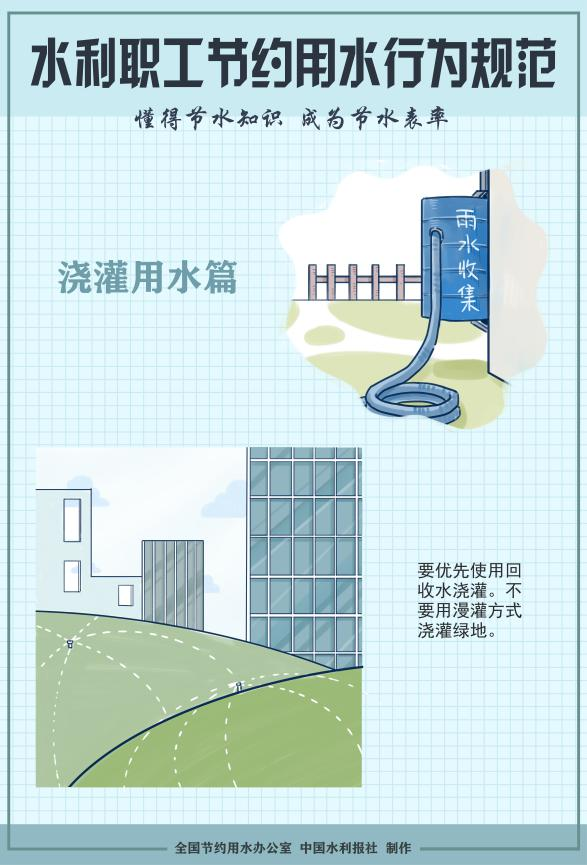 水利职工节约用水行为规范
懂得节水知识 成为节水表率
浇灌用水篇
雨水收集
要优先使用回
收水浇灌。不
要用漫灌方式
浇灌绿地。
全国节约用水办公室 中国水利报社 制作